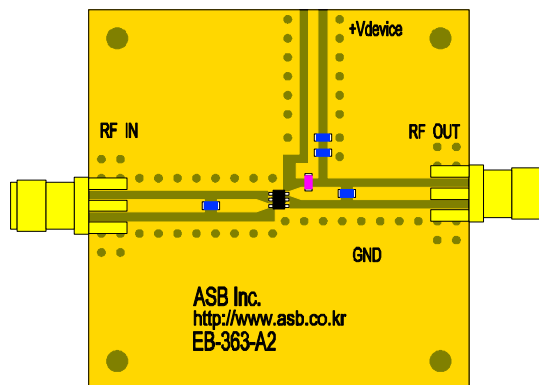 +Vdevice
RF IN
RF OUT
GND
ASB Inc.
http://www.asb.co.kr
EB-363-A2